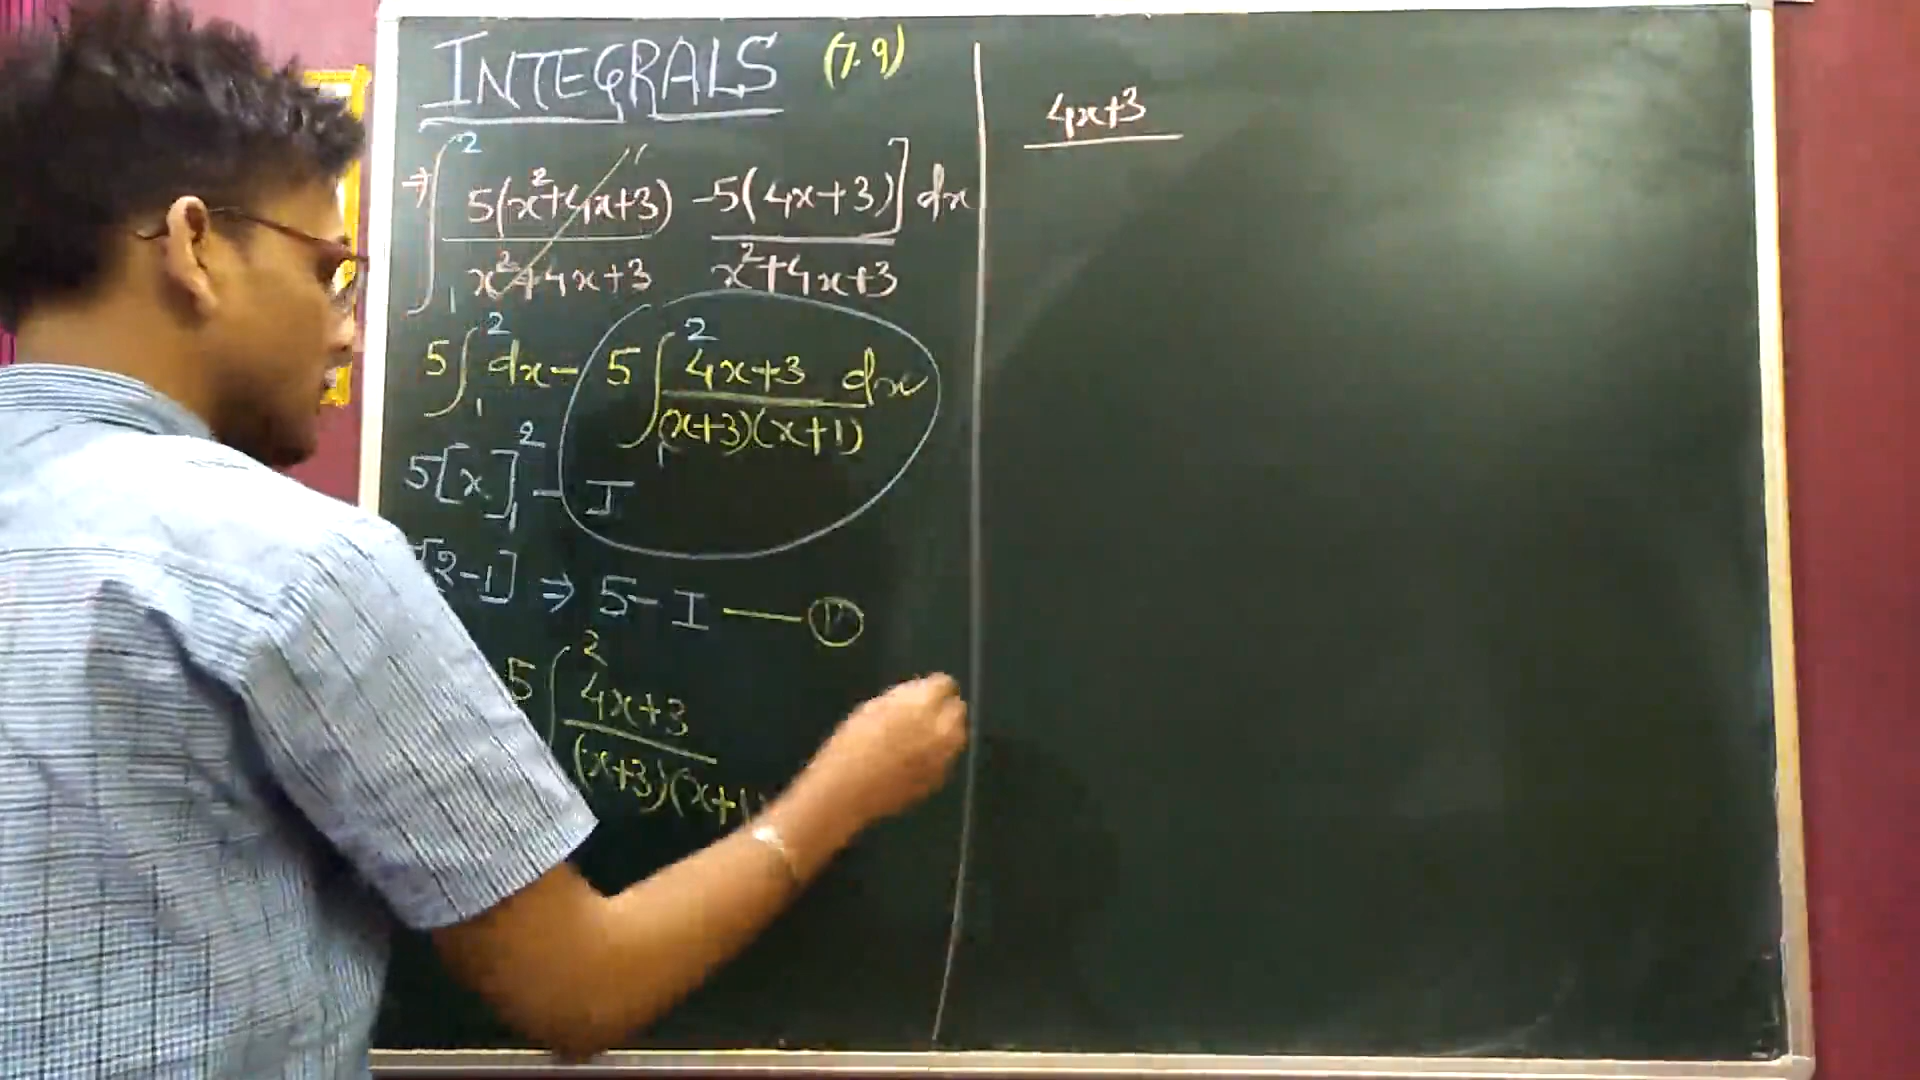 INTEGRALS (7.9)
⇒ ∫₁² 5(x²+4x+3)/x²+4x+3 -5(4x+3)/x²+4x+3] dx
5∫₁² dx - 5∫₁² 4x+3/(x+3)(x+1) dx
5[x]₁² - I
[2-1] ⇒ 5-I —
5∫² 4x+3/(x+3)(x+1
4x+3